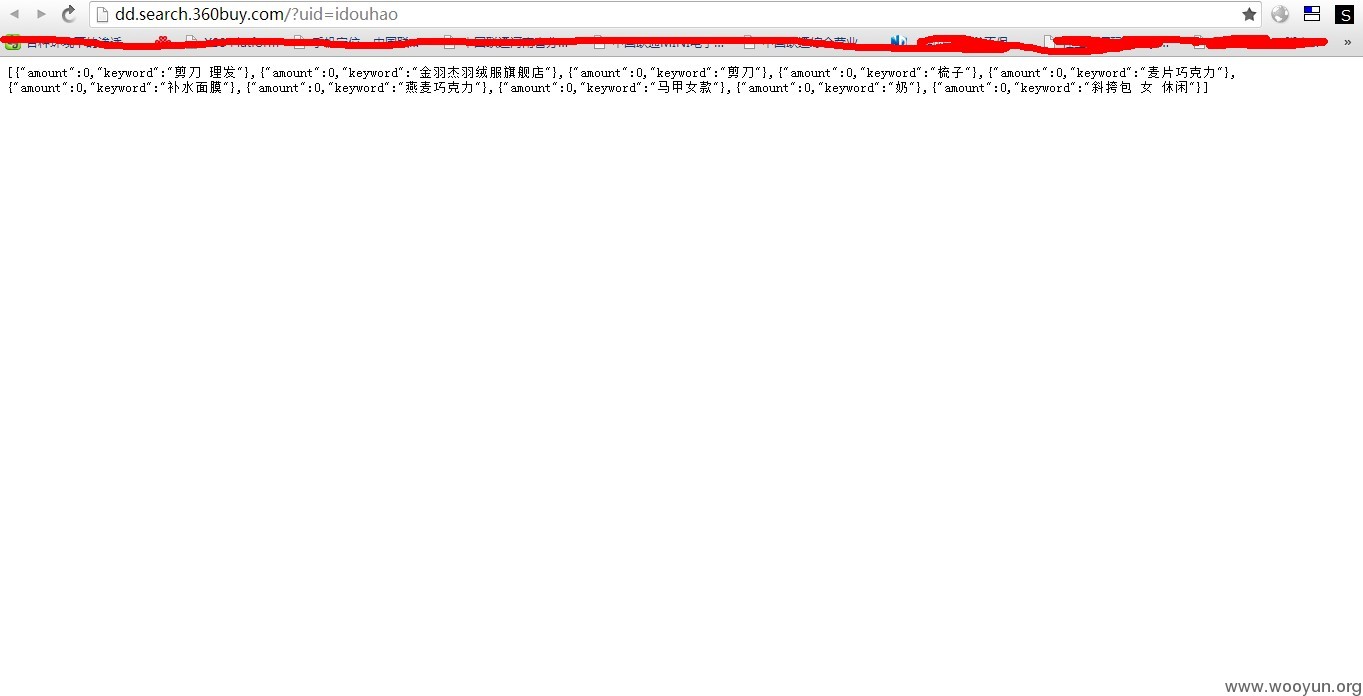 dd.search.360buy.com/?uid=idouhao
S
»
[{"amount":0,"keyword":"剪刀 理发"},{"amount":0,"keyword":"金羽杰羽绒服旗舰店"},{"amount":0,"keyword":"剪刀"},{"amount":0,"keyword":"梳子"},{"amount":0,"keyword":"麦片巧克力"},
{"amount":0,"keyword":"补水面膜"},{"amount":0,"keyword":"燕麦巧克力"},{"amount":0,"keyword":"马甲女款"},{"amount":0,"keyword":"奶"},{"amount":0,"keyword":"斜挎包 女 休闲"}]
www.wooyun.org